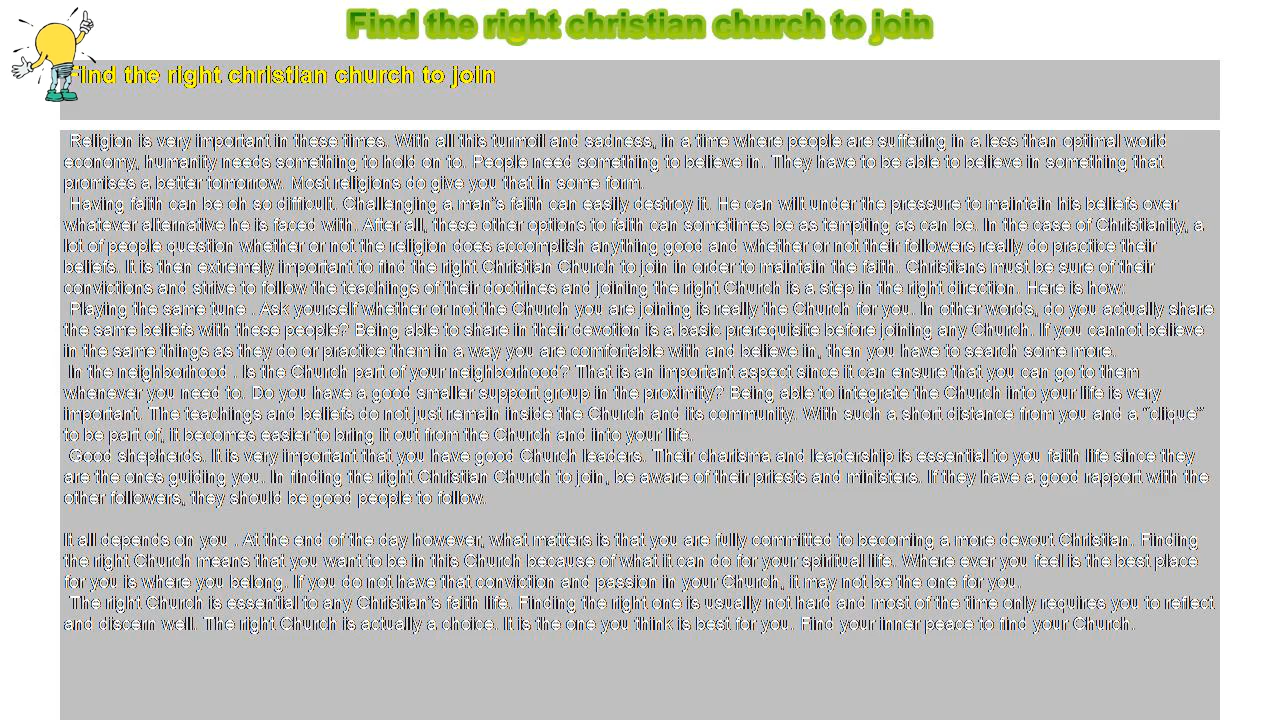 Find the right christian church to join
Find the right christian church to join
Religion is very important in these times. With all this turmoil and sadness, in a time where people are suffering in a less than optimal world
economy, humanity needs something to hold on to. People need something to believe in. They have to be able to believe in something that
promises a better tomorrow. Most religions do give you that in some form.
Having faith can be oh so difficult. Challenging a man"s faith can easily destroy it. He can wilt under the pressure to maintain his beliefs over
whatever alternative he is faced with. After all, these other options to faith can sometimes be as tempting as can be. In the case of Christianity, a
lot of people question whether or not the religion does accomplish anything good and whether or not their followers really do practice their
beliefs. It is then extremely important to find the right Christian Church to join in order to maintain the faith. Christians must be sure of their
convictions and strive to follow the teachings of their doctrines and joining the right Church is a step in the right direction. Here is how:
Playing the same tune . Ask yourself whether or not the Church you are joining is really the Church for you. In other words, do you actually share
the same beliefs with these people? Being able to share in their devotion is a basic prerequisite before joining any Church. If you cannot believe
in the same things as they do or practice them in a way you are comfortable with and believe in, then you have to search some more.
In the neighborhood . Is the Church part of your neighborhood? That is an important aspect since it can ensure that you can go to them
whenever you need to. Do you have a good smaller support group in the proximity? Being able to integrate the Church into your life is very
important. The teachings and beliefs do not just remain inside the Church and its community. With such a short distance from you and a "clique"
to be part of, it becomes easier to bring it out from the Church and into your life.
Good shepherds. It is very important that you have good Church leaders. Their charisma and leadership is essential to you faith life since they
are the ones guiding you. In finding the right Christian Church to join, be aware of their priests and ministers. If they have a good rapport with the
other followers, they should be good people to follow.
It all depends on you . At the end of the day however, what matters is that you are fully committed to becoming a more devout Christian. Finding
the right Church means that you want to be in this Church because of what it can do for your spiritual life. Where ever you feel is the best place
for you is where you belong. If you do not have that conviction and passion in your Church, it may not be the one for you.
The right Church is essential to any Christian"s faith life. Finding the right one is usually not hard and most of the time only requires you to reflect
and discern well. The right Church is actually a choice. It is the one you think is best for you. Find your inner peace to find your Church.